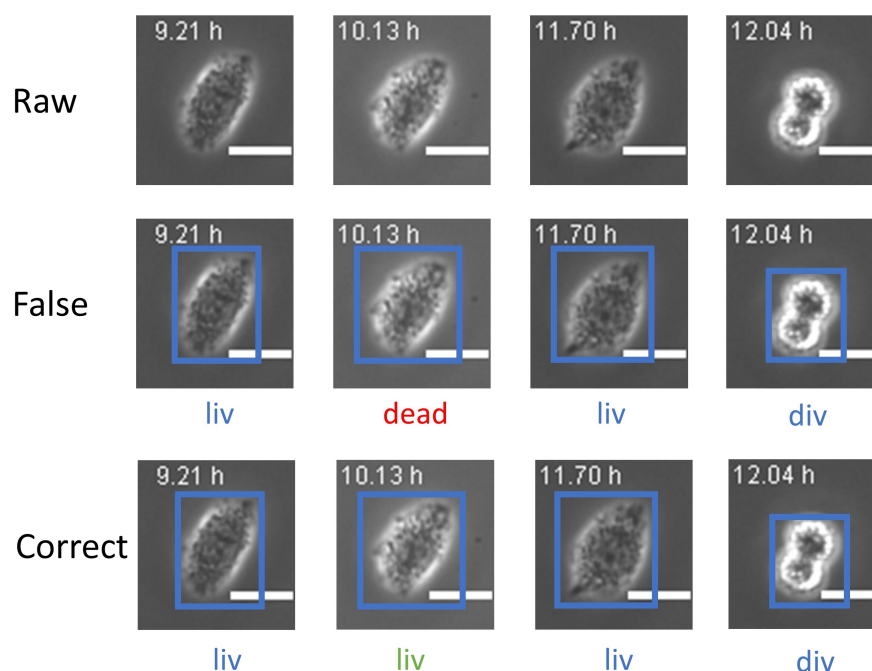 9.21 h 10.13 h 11.70 h 12.04 h
Raw
9.21 h 10.13 h 11.70 h 12.04 h
False
liv dead liv div
9.21 h 10.13 h 11.70 h 12.04 h
Correct
liv liv liv div